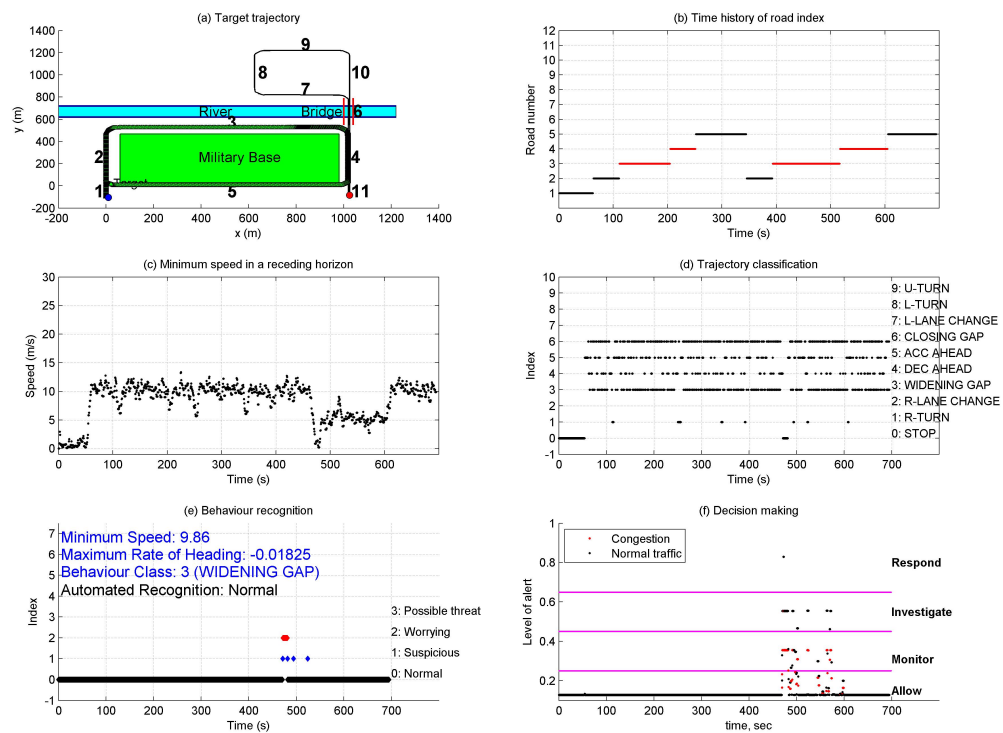 (a) Target trajectory
1400
1200
1000
800
600
400
200
0
-200
y (m)
9
8
10
7
River
Bridge
6
3
2
Military Base
4
Target
1
5
11
-200 0 200 400 600 800 1000 1200 1400
x (m)
(b) Time history of road index
12
11
10
9
8
7
6
5
4
3
2
1
0
Road number
0 100 200 300 400 500 600
Time (s)
(c) Minimum speed in a receding horizon
30
25
20
15
10
5
0
Speed (m/s)
0 100 200 300 400 500 600
Time (s)
(d) Trajectory classification
10
9
8
7
6
5
4
3
2
1
0
-1
Index
9: U-TURN
8: L-TURN
7: L-LANE CHANGE
6: CLOSING GAP
5: ACC AHEAD
4: DEC AHEAD
3: WIDENING GAP
2: R-LANE CHANGE
1: R-TURN
0: STOP
0 100 200 300 400 500 600 700 800
Time (s)
(e) Behaviour recognition
7
6
5
4
3
2
1
0
-1
Index
Minimum Speed: 9.86
Maximum Rate of Heading: -0.01825
Behaviour Class: 3 (WIDENING GAP)
Automated Recognition: Normal
3: Possible threat
2: Worrying
1: Suspicious
0: Normal
0 100 200 300 400 500 600 700
Time (s)
(f) Decision making
1
0.8
0.6
0.4
0.2
Level of alert
Congestion
Normal traffic
Respond
Investigate
Monitor
Allow
0 100 200 300 400 500 600 700 800
time, sec